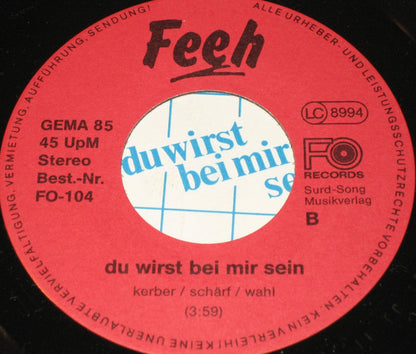 Feeh
GEMA 85
45 UpM
Stereo
Best.-Nr.
FO-104
LC 8994
FO
RECORDS
Surd-Song
Musikverlag
B
du wirst
bei mir
se
du wirst bei mir sein
kerber / schärf / wahl
(3:59)
ALLE URHEBER- UND LEISTUNGSSCHUTZRECHTE VORBEHALTEN! KEIN VERLEIH! KEINE UNERLAUBTE VERVIELFÄLTIGUNG, VERMIETUNG, AUFFÜHRUNG, SENDUNG!